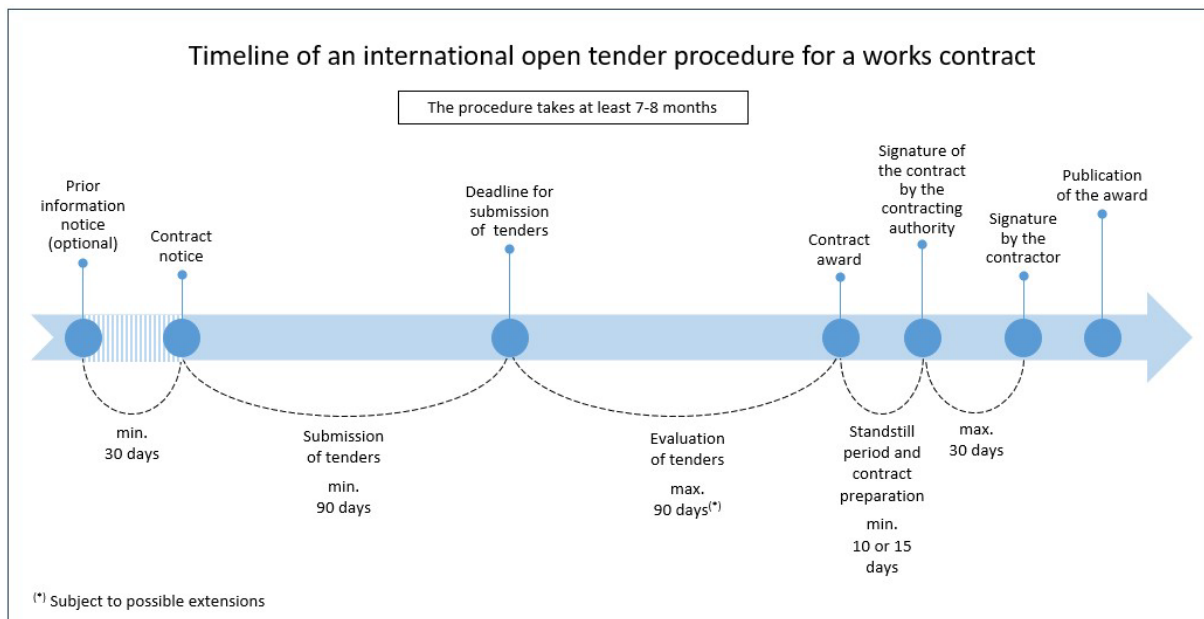 Timeline of an international open tender procedure for a works contract
The procedure takes at least 7-8 months
Prior
information
notice
(optional)
Contract
notice
Deadline for
submission
of tenders
Contract
award
Signature of
the contract by
the
contracting
authority
Signature
by the
contractor
Publication
of the award
min.
30 days
Submission
of tenders
min.
90 days
Evaluation
of tenders
max.
90 days(*)
Standstill
period and
contract
preparation
min.
10 or 15
days
max.
30 days
(*) Subject to possible extensions